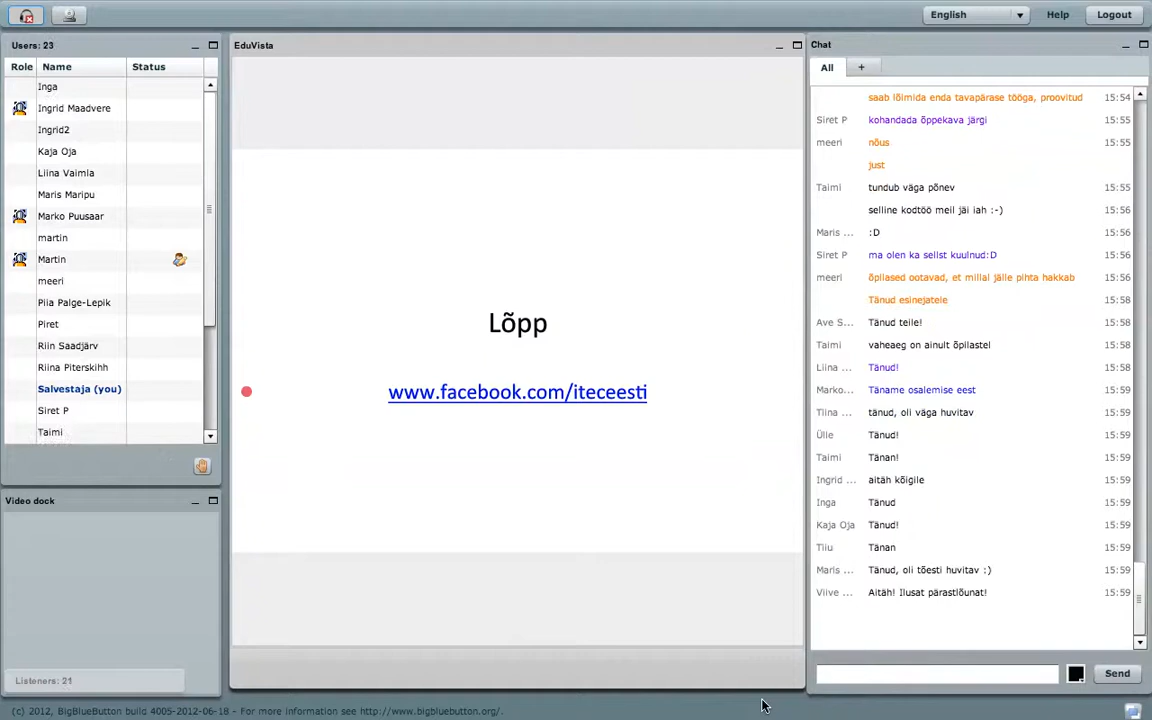 English
Help
Logout
Users: 23
Role Name Status
Inga
Ingrid Maadvere
Ingrid2
Kaja Oja
Liina Vaimla
Maris Maripu
Marko Puusaar
martin
Martin
meeri
Piia Palge-Lepik
Piret
Riin Saadjärv
Riina Piterskihh
Salvestaja (you)
Siret P
Taimi
Video dock
Listeners: 21
EduVista
Lõpp
www.facebook.com/iteceesti
Chat
All +
saab lõimida enda tavapärase tööga, proovitud 15:54
Siret P kohandada õppekava järgi 15:55
meeri nõus 15:55
just
Taimi tundub väga põnev 15:55
selline kodtöö meil jäi iah :-) 15:56
Maris ... :D 15:56
Siret P ma olen ka sellst kuulnud:D 15:56
meeri õpilased ootavad, et millal jälle pihta hakkab 15:56
Tänud esinejatele 15:58
Ave S... Tänud teile! 15:58
Taimi vaheaeg on ainult õpilastel 15:58
Liina ... Tänud! 15:59
Marko... Täname osalemise eest 15:59
Tiina ... tänud, oli väga huvitav 15:59
Ülle Tänud! 15:59
Taimi Tänan! 15:59
Ingrid ... aitäh kõigile 15:59
Inga Tänud 15:59
Kaja Oja Tänud! 15:59
Tiiu Tänan 15:59
Maris ... Tänud, oli tõesti huvitav :) 15:59
Viive ... Aitäh! Ilusat pärastlõunat! 15:59
Send
(c) 2012, BigBlueButton build 4005-2012-06-18 - For more information see http://www.bigbluebutton.org/.